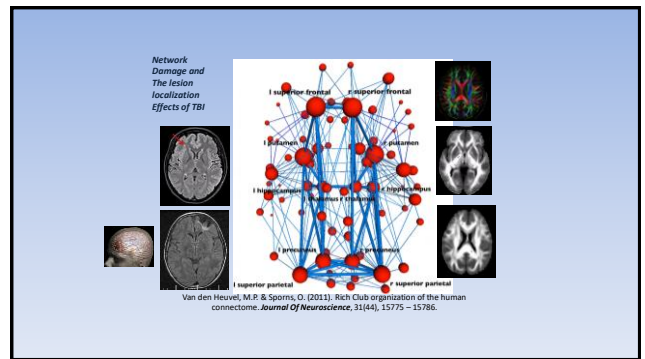 Network
Damage and
The lesion
localization
Effects of TBI
l superior frontal
r superior frontal
l putamen
r putamen
l hippocampus
r hippocampus
l thalamus
r thalamus
l precuneus
r precuneus
l superior parietal
r superior parietal
Van den Heuvel, M.P. & Sporns, O. (2011). Rich Club organization of the human
connectome. Journal Of Neuroscience, 31(44), 15775 – 15786.